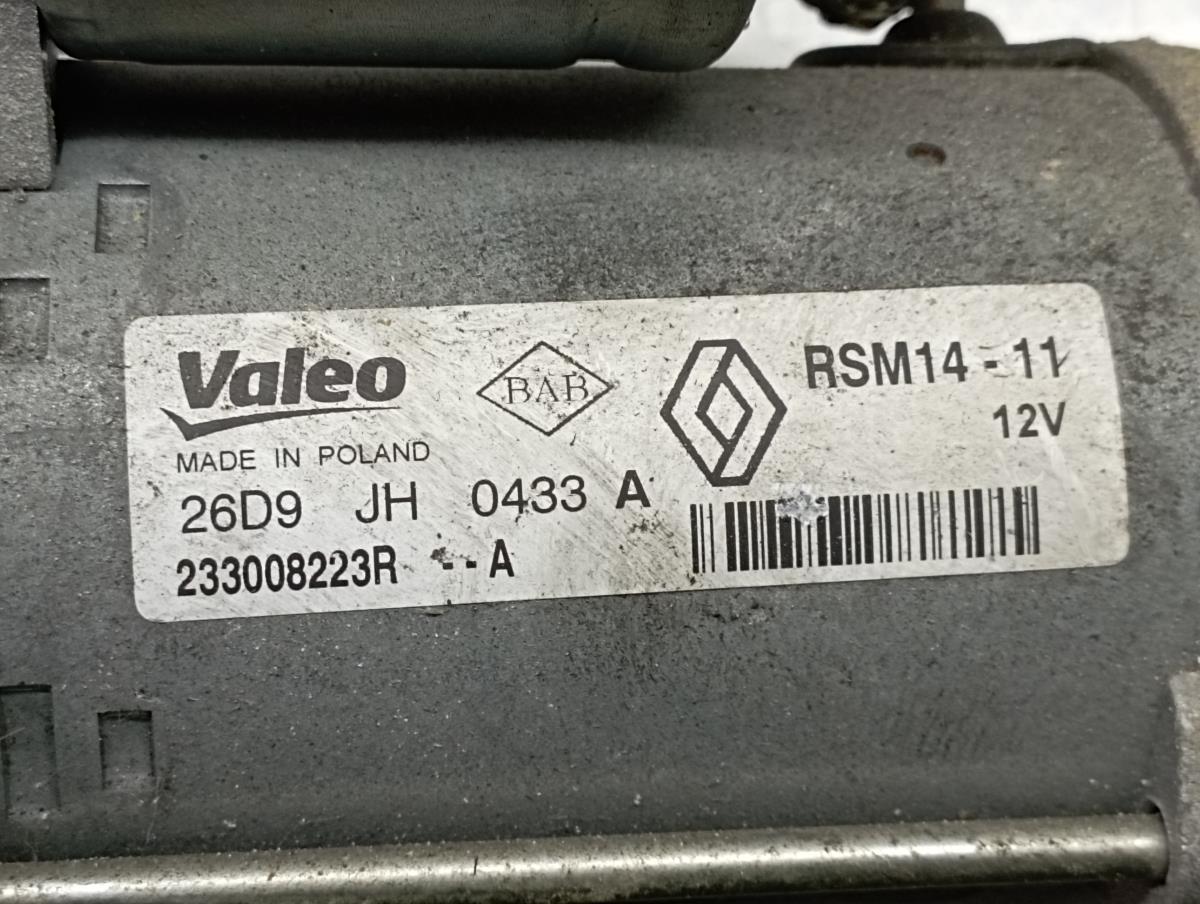 Valeo
BAB
RSM14 - 11
12V
MADE IN POLAND
26D9 JH 0433 A
233008223R -- A